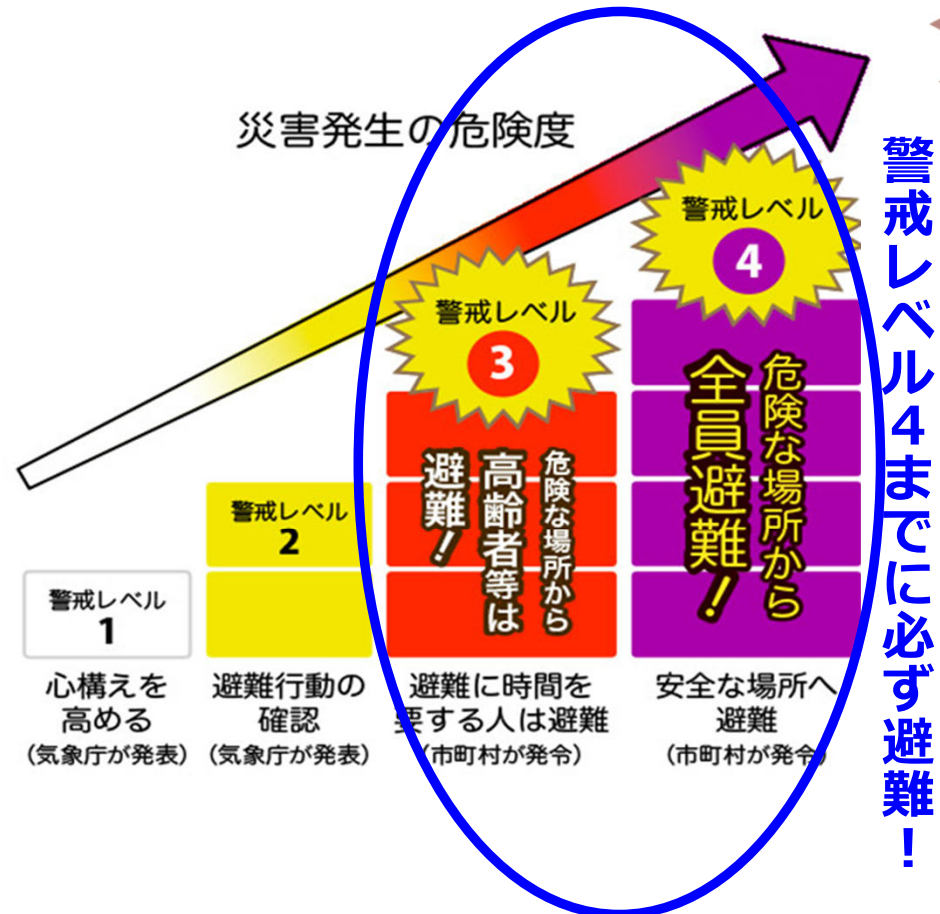 災害発生の危険度
警戒レベル
1
心構えを
高める
(気象庁が発表)
警戒レベル
2
避難行動の
確認
(気象庁が発表)
警戒レベル
3
危険な場所から
高齢者等は
避難！
避難に時間を
要する人は避難
(市町村が発令)
警戒レベル
4
危険な場所から
全員避難！
安全な場所へ
避難
(市町村が発令)
警戒レベル4までに必ず避難！